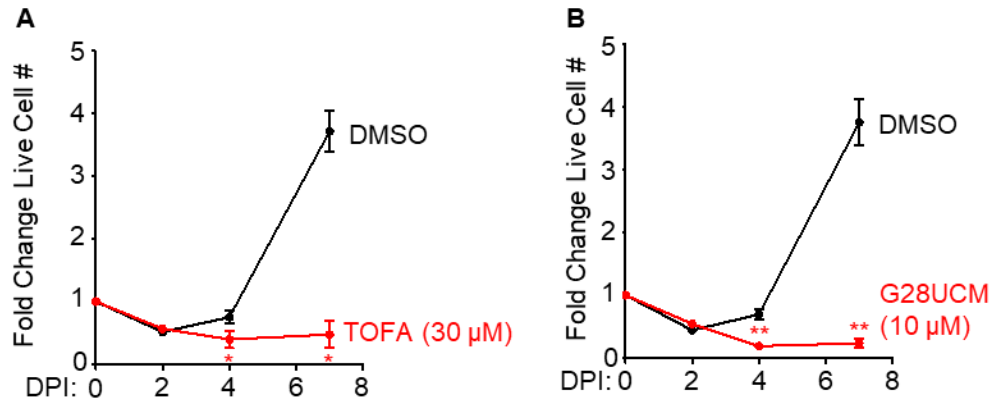 A
Fold Change Live Cell #
5
4
3
2
1
0
DMSO
TOFA (30 µM)
* *
DPI: 0 2 4 6 8
B
Fold Change Live Cell #
5
4
3
2
1
0
DMSO
G28UCM
(10 µM)
** **
DPI: 0 2 4 6 8